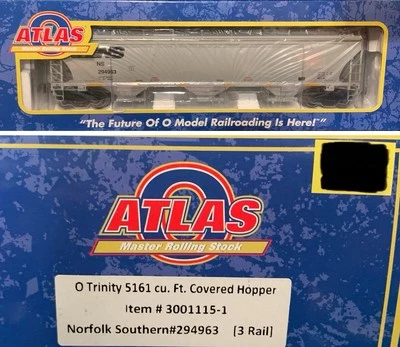 ATLAS
O
NS
NS
294963
"The Future Of O Model Railroading Is Here!"
ATLAS
O
Master Rolling Stock
O Trinity 5161 cu. Ft. Covered Hopper
Item # 3001115-1
Norfolk Southern#294963 [3 Rail]